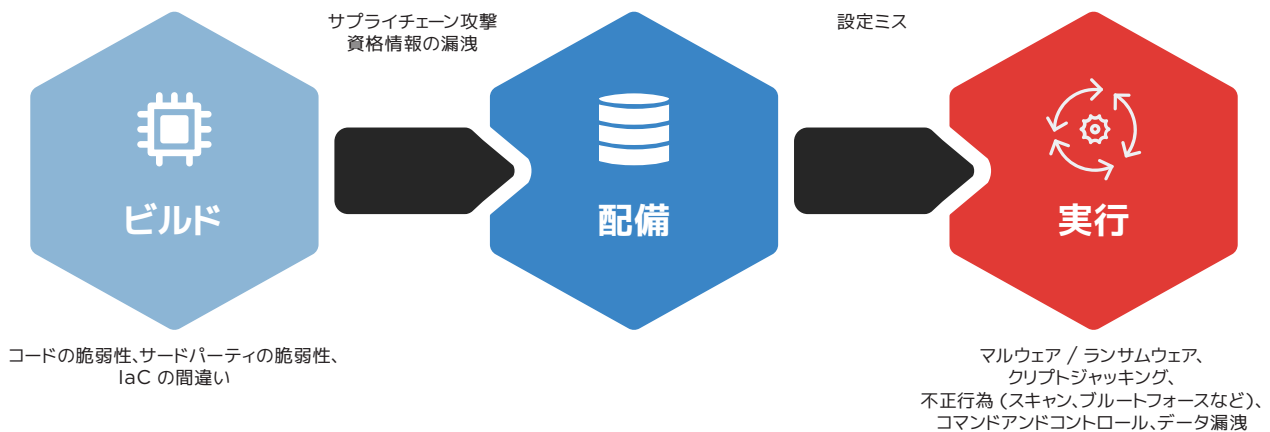 サプライチェーン攻撃
資格情報の漏洩
設定ミス
ビルド
配備
実行
コードの脆弱性、サードパーティの脆弱性、
IaC の間違い
マルウェア / ランサムウェア、
クリプトジャッキング、
不正行為 (スキャン、ブルートフォースなど)、
コマンドアンドコントロール、データ漏洩